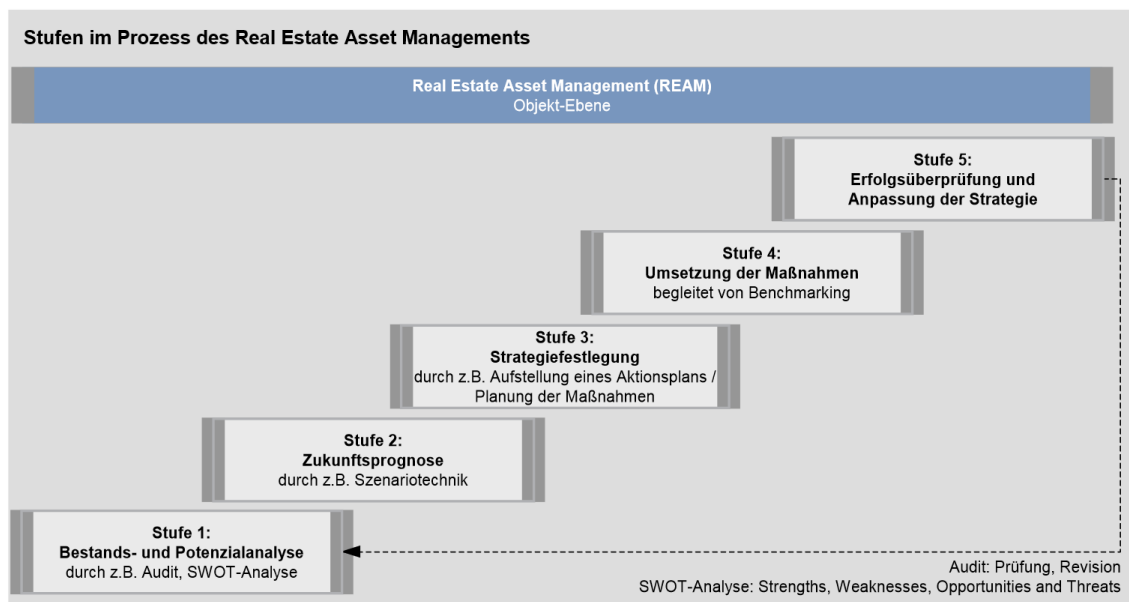 Stufen im Prozess des Real Estate Asset Managements
Real Estate Asset Management (REAM)
Objekt-Ebene
Stufe 5:
Erfolgsüberprüfung und
Anpassung der Strategie
Stufe 4:
Umsetzung der Maßnahmen
begleitet von Benchmarking
Stufe 3:
Strategiefestlegung
durch z.B. Aufstellung eines Aktionsplans /
Planung der Maßnahmen
Stufe 2:
Zukunftsprognose
durch z.B. Szenariotechnik
Stufe 1:
Bestands- und Potenzialanalyse
durch z.B. Audit, SWOT-Analyse
Audit: Prüfung, Revision
SWOT-Analyse: Strengths, Weaknesses, Opportunities and Threats